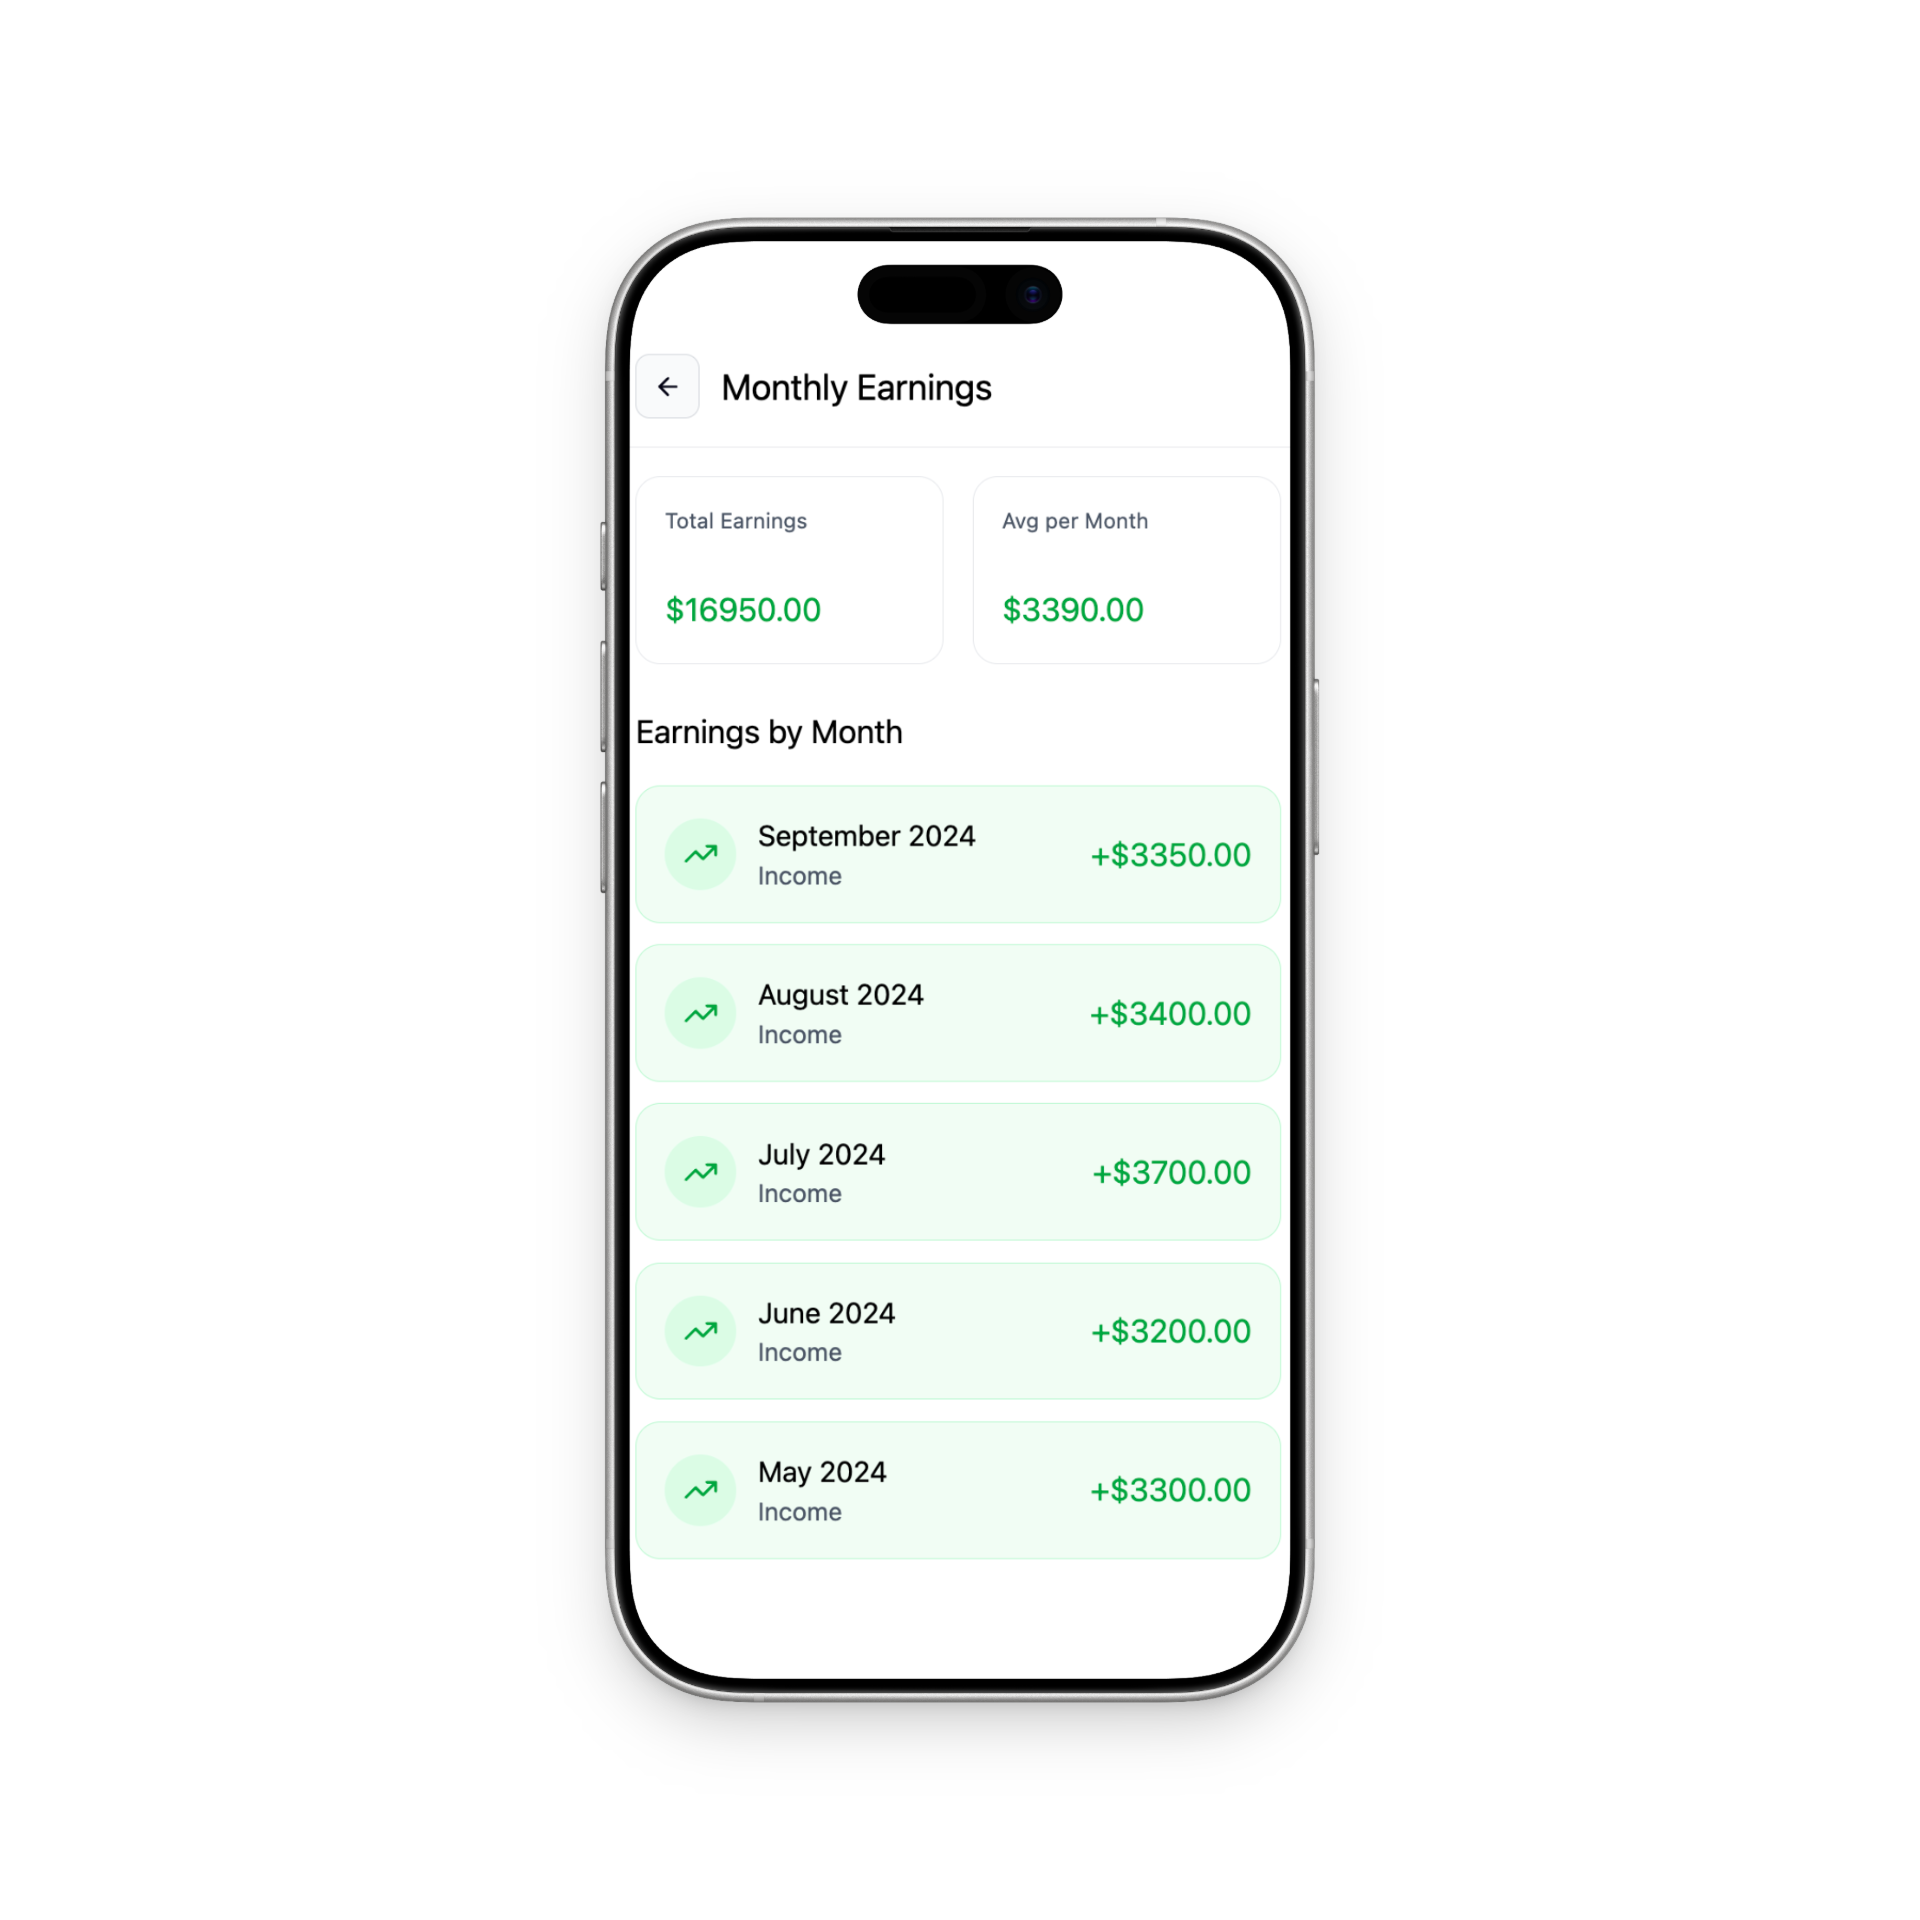 Monthly Earnings
Total Earnings
$16950.00
Avg per Month
$3390.00
Earnings by Month
September 2024
Income
+$3350.00
August 2024
Income
+$3400.00
July 2024
Income
+$3700.00
June 2024
Income
+$3200.00
May 2024
Income
+$3300.00